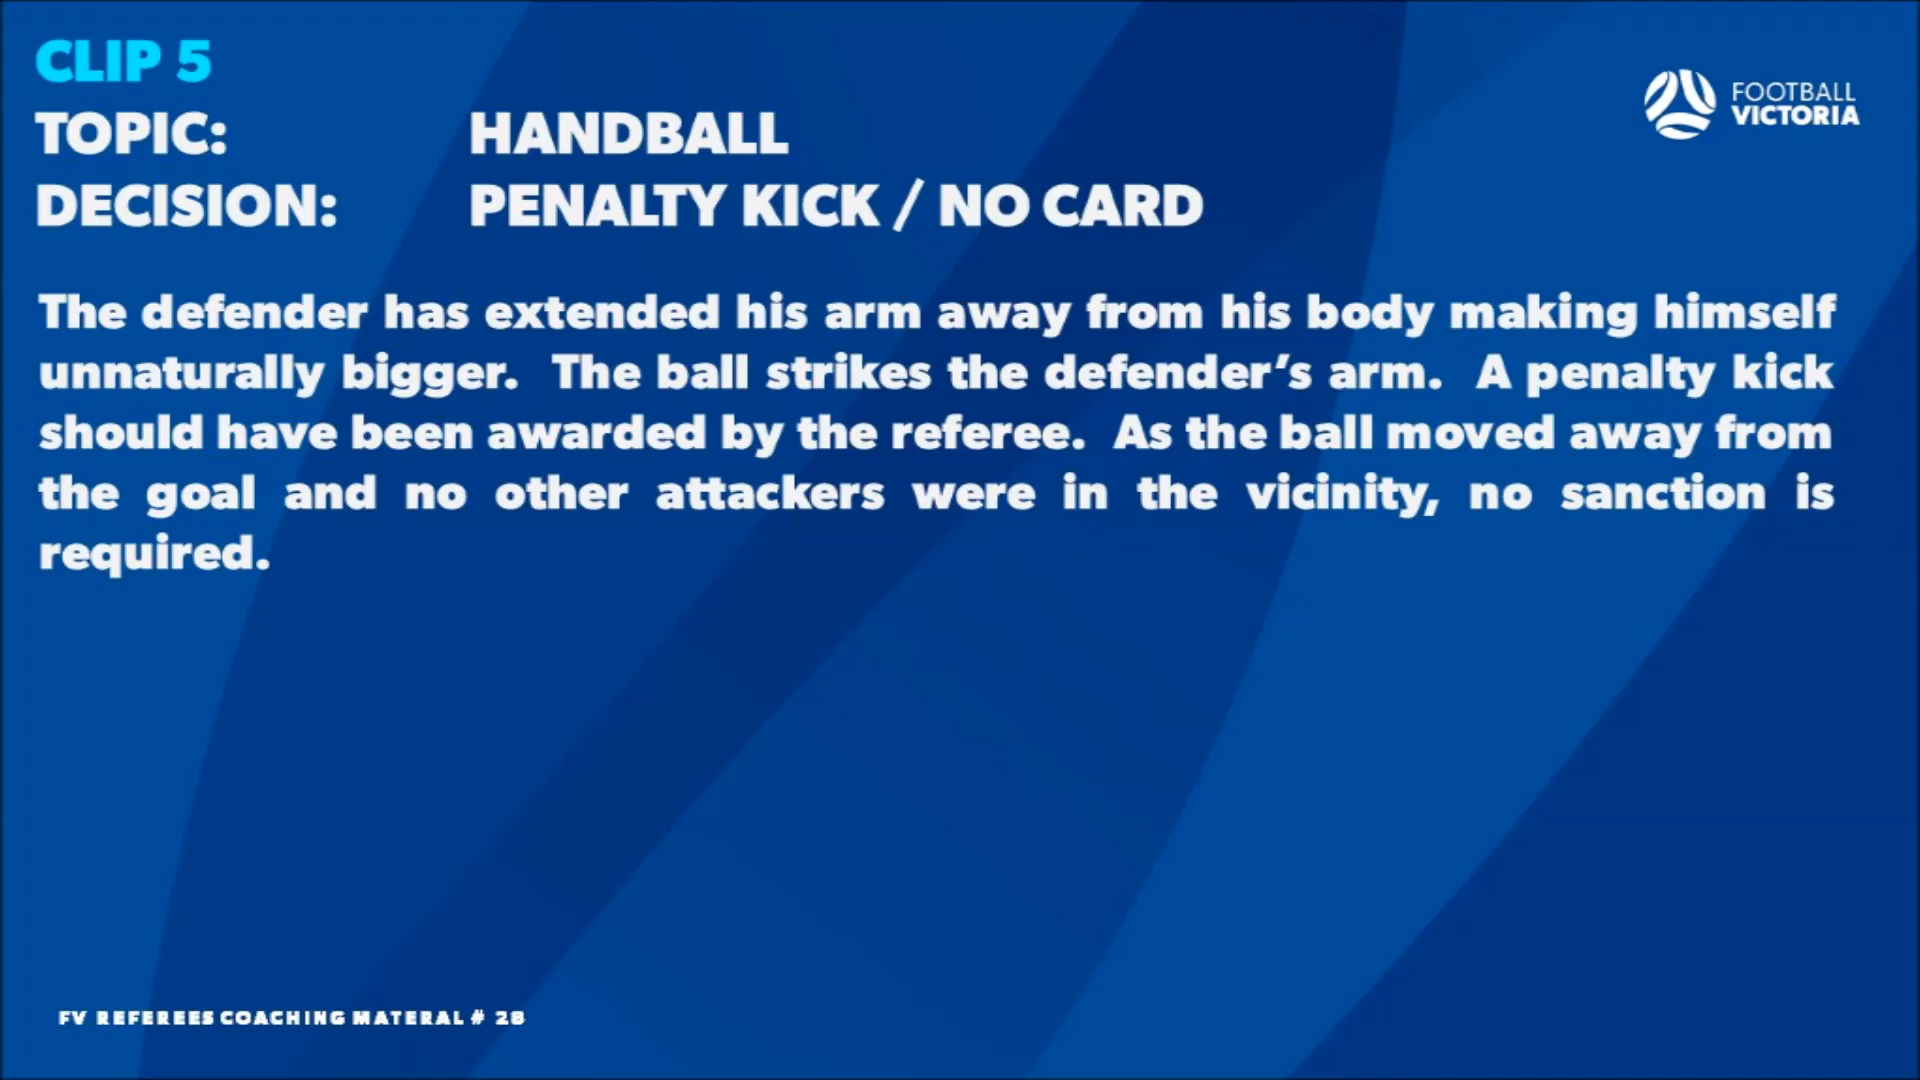 CLIP 5
TOPIC: HANDBALL
DECISION: PENALTY KICK / NO CARD
FOOTBALL
VICTORIA
The defender has extended his arm away from his body making himself
unnaturally bigger. The ball strikes the defender’s arm. A penalty kick
should have been awarded by the referee. As the ball moved away from
the goal and no other attackers were in the vicinity, no sanction is
required.
FV REFEREES COACHING MATERAL # 28